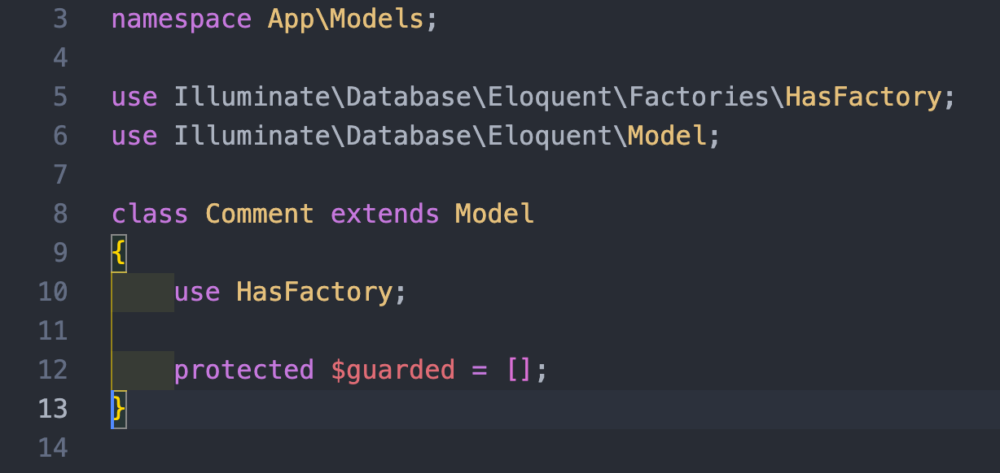 3 namespace App\Models;
4
5 use Illuminate\Database\Eloquent\Factories\HasFactory;
6 use Illuminate\Database\Eloquent\Model;
7
8 class Comment extends Model
9 {
10     use HasFactory;
11
12     protected $guarded = [];
13 }
14